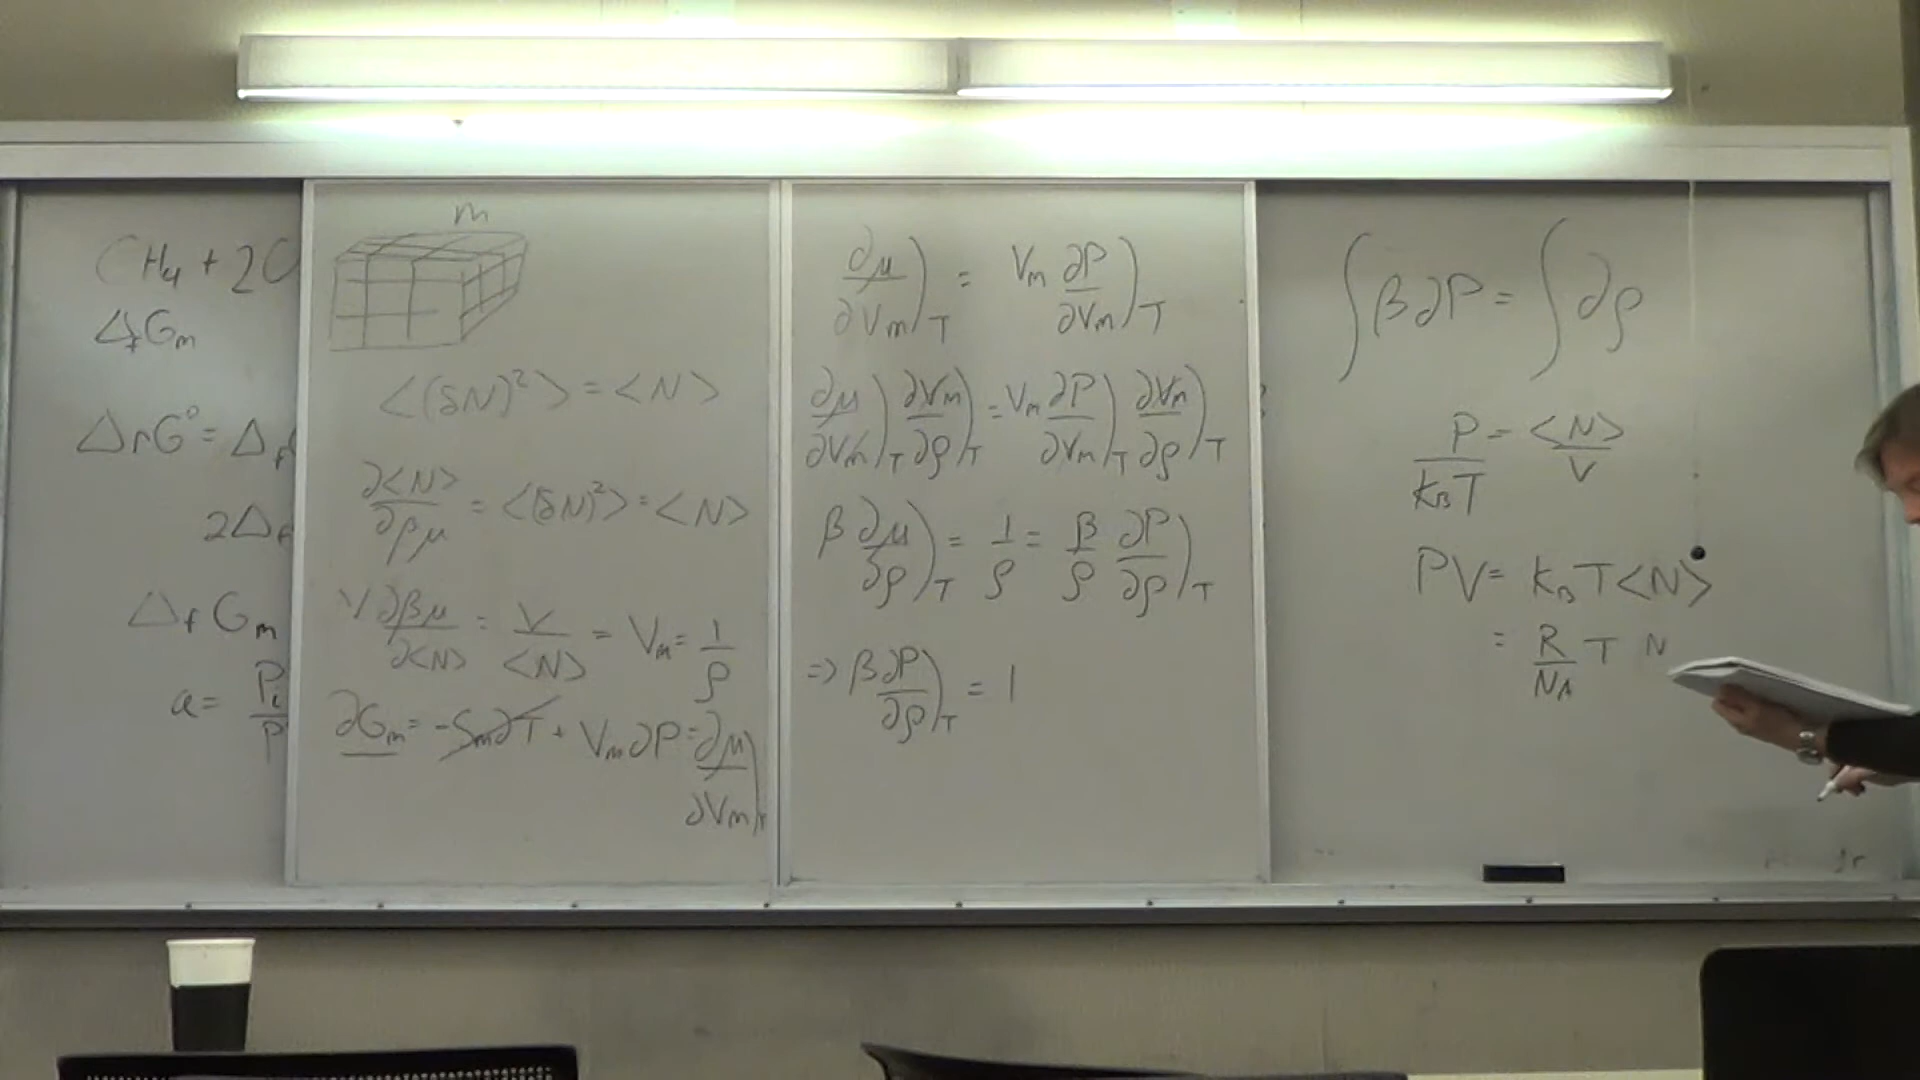 CH4 + 2O
ΔfGm
ΔrG° = Δf
2Δf
ΔfGm
a = Pi/P
m
<(δN)²> = <N>
∂<N>/∂βμ = <(δN)²> = <N>
V ∂βμ/∂<N> = V/<N> = Vm = 1/ρ
∂Gm = -Sm∂T + Vm∂P = ∂μ/∂Vm)T
∂μ/∂Vm)T = Vm ∂P/∂Vm)T
∂μ/∂Vm)T ∂Vm/∂ρ)T = Vm ∂P/∂Vm)T ∂Vm/∂ρ)T
β ∂μ/∂ρ)T = 1/ρ = β/ρ ∂P/∂ρ)T
⇒ β ∂P/∂ρ)T = 1
∫β∂P = ∫∂ρ
P/kBT = <N>/V
PV = kBT<N>
= R/NA T N